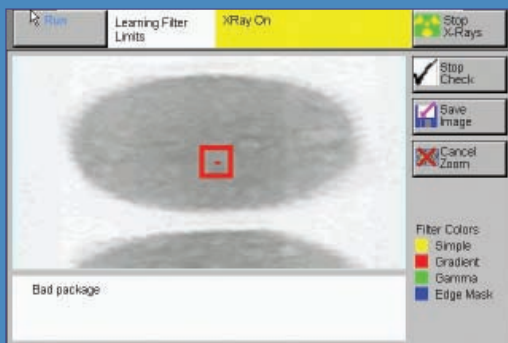 Run
Learning Filter
Limits
XRay On
Stop
X-Rays
Stop
Check
Save
Image
Cancel
Zoom
Filter Colors
Simple
Gradient
Gamma
Edge Mask
Bad package